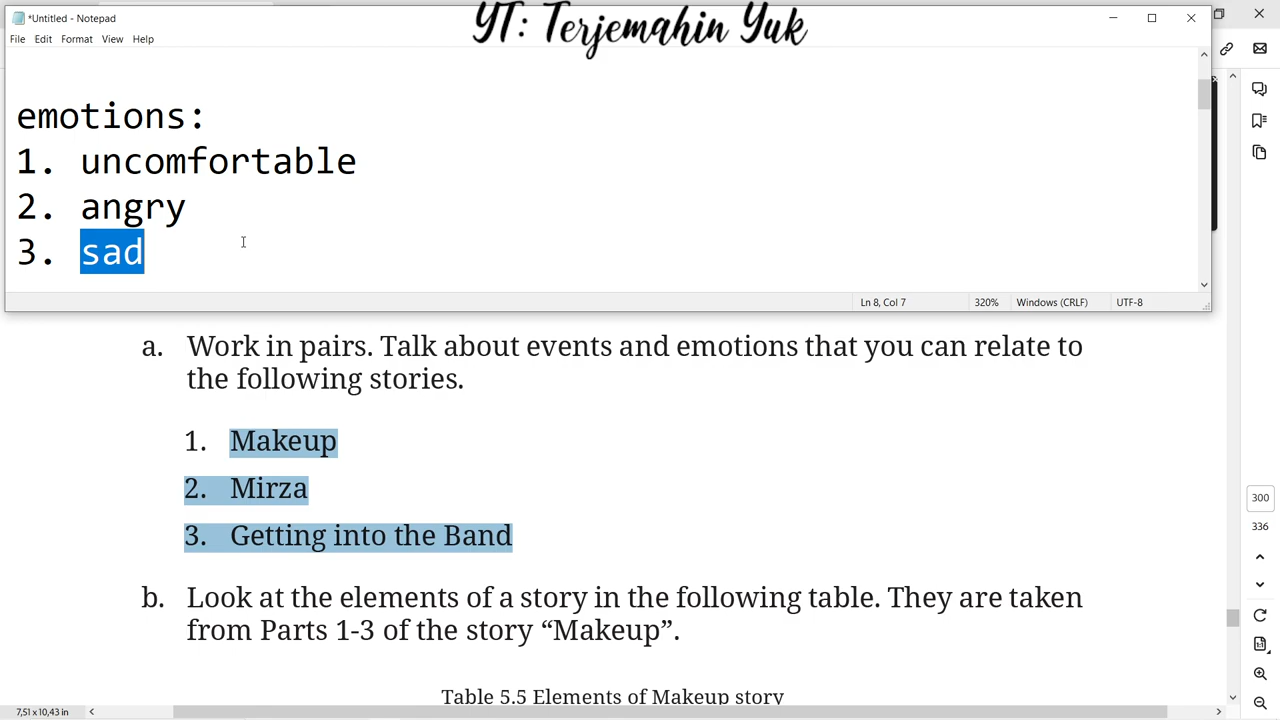 *Untitled - Notepad
YT: Terjemahin Yuk
File Edit Format View Help
emotions:
1. uncomfortable
2. angry
3. sad
Ln 8, Col 7 320% Windows (CRLF) UTF-8
a. Work in pairs. Talk about events and emotions that you can relate to
the following stories.
1. Makeup
2. Mirza
3. Getting into the Band
b. Look at the elements of a story in the following table. They are taken
from Parts 1-3 of the story “Makeup”.
Table 5.5 Elements of Makeup story
300
336
7,51 x 10,43 in